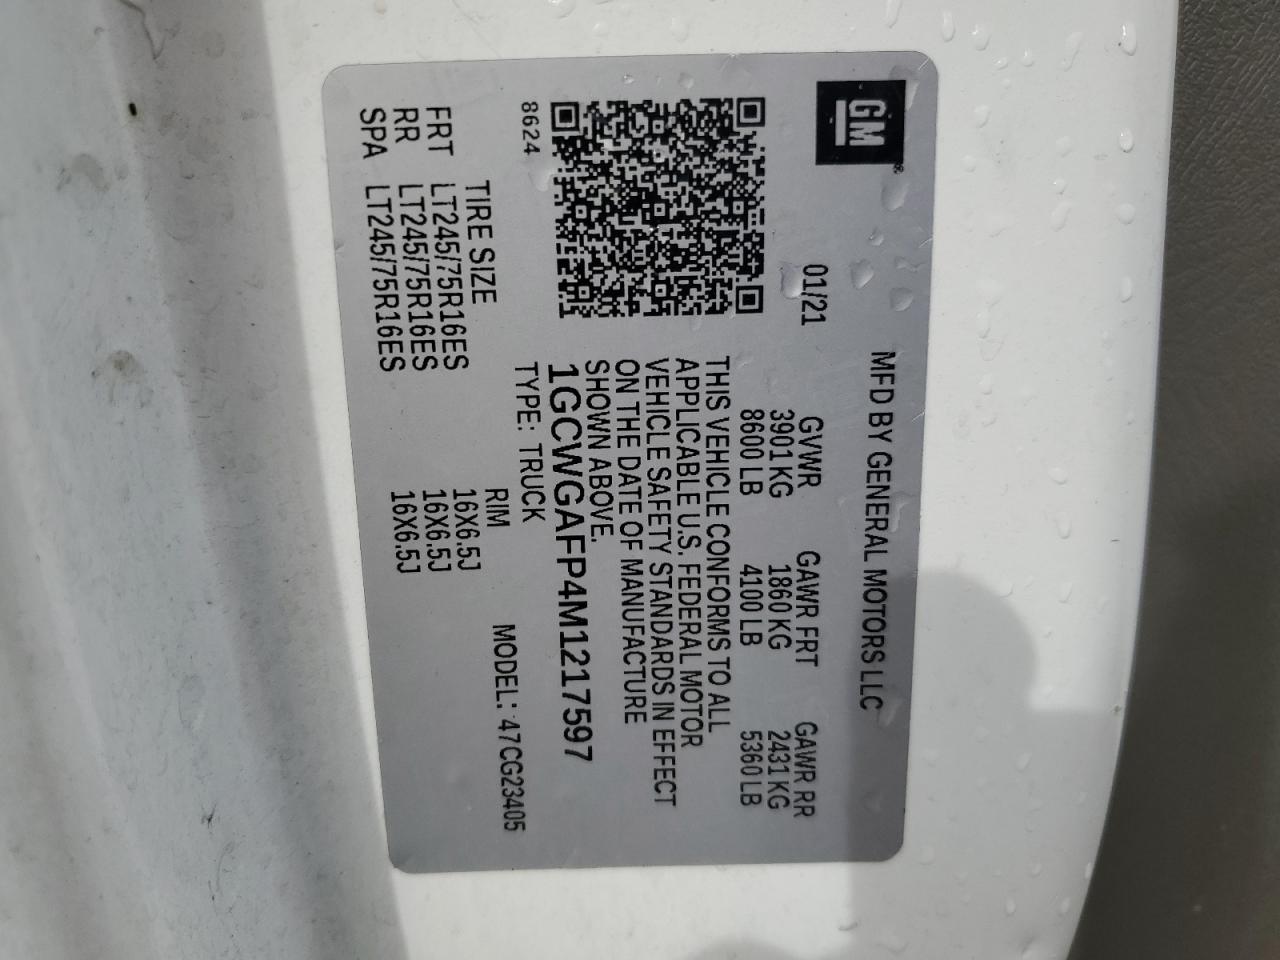 GM
MFD BY GENERAL MOTORS LLC
01/21 GVWR GAWR FRT GAWR RR
3901 KG 1860 KG 2431 KG
8600 LB 4100 LB 5360 LB
THIS VEHICLE CONFORMS TO ALL
APPLICABLE U.S. FEDERAL MOTOR
VEHICLE SAFETY STANDARDS IN EFFECT
ON THE DATE OF MANUFACTURE
SHOWN ABOVE.
1GCWGAFP4M1217597
8624 TYPE: TRUCK MODEL: 47CG23405
TIRE SIZE RIM
FRT LT245/75R16ES 16X6.5J
RR LT245/75R16ES 16X6.5J
SPA LT245/75R16ES 16X6.5J